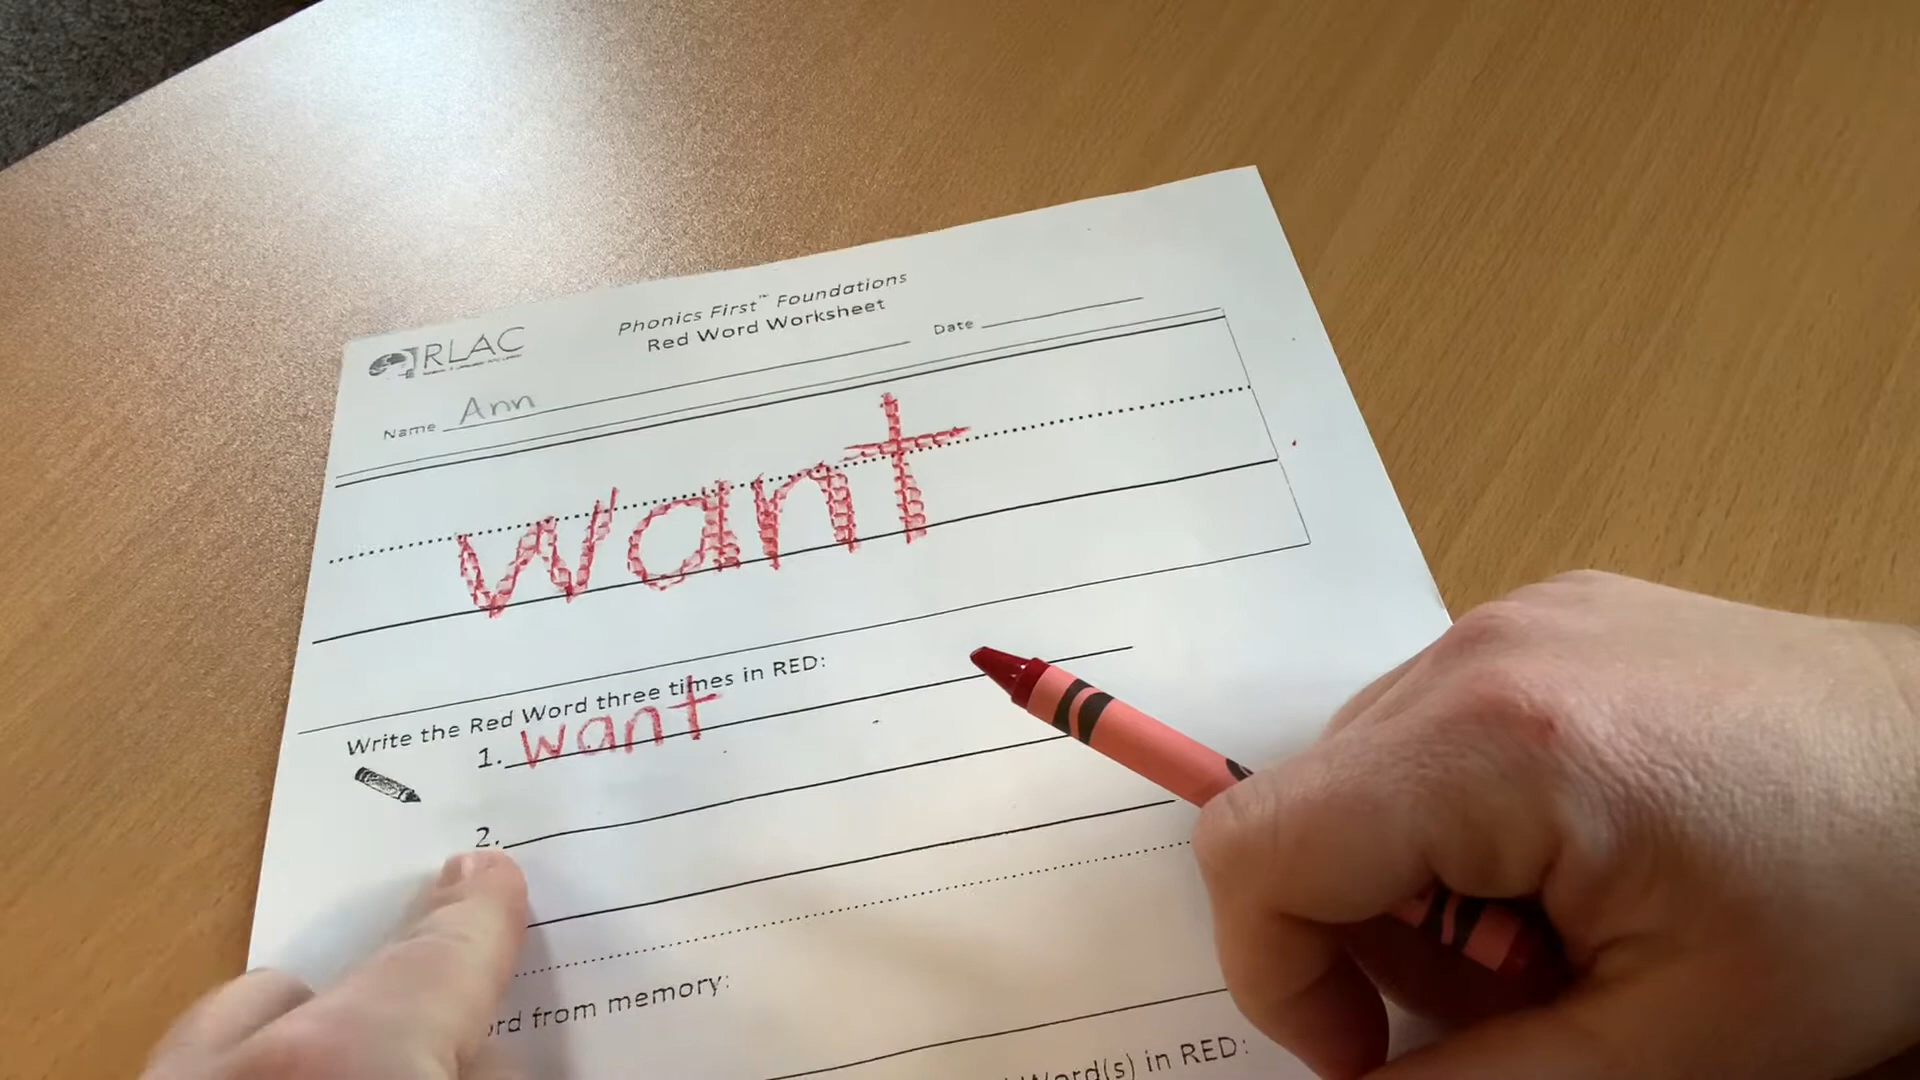 Phonics First™ Foundations
Red Word Worksheet
RLAC
Name Ann
Date
want
Write the Red Word three times in RED:
1. want
2.
from memory:
Word(s) in RED: